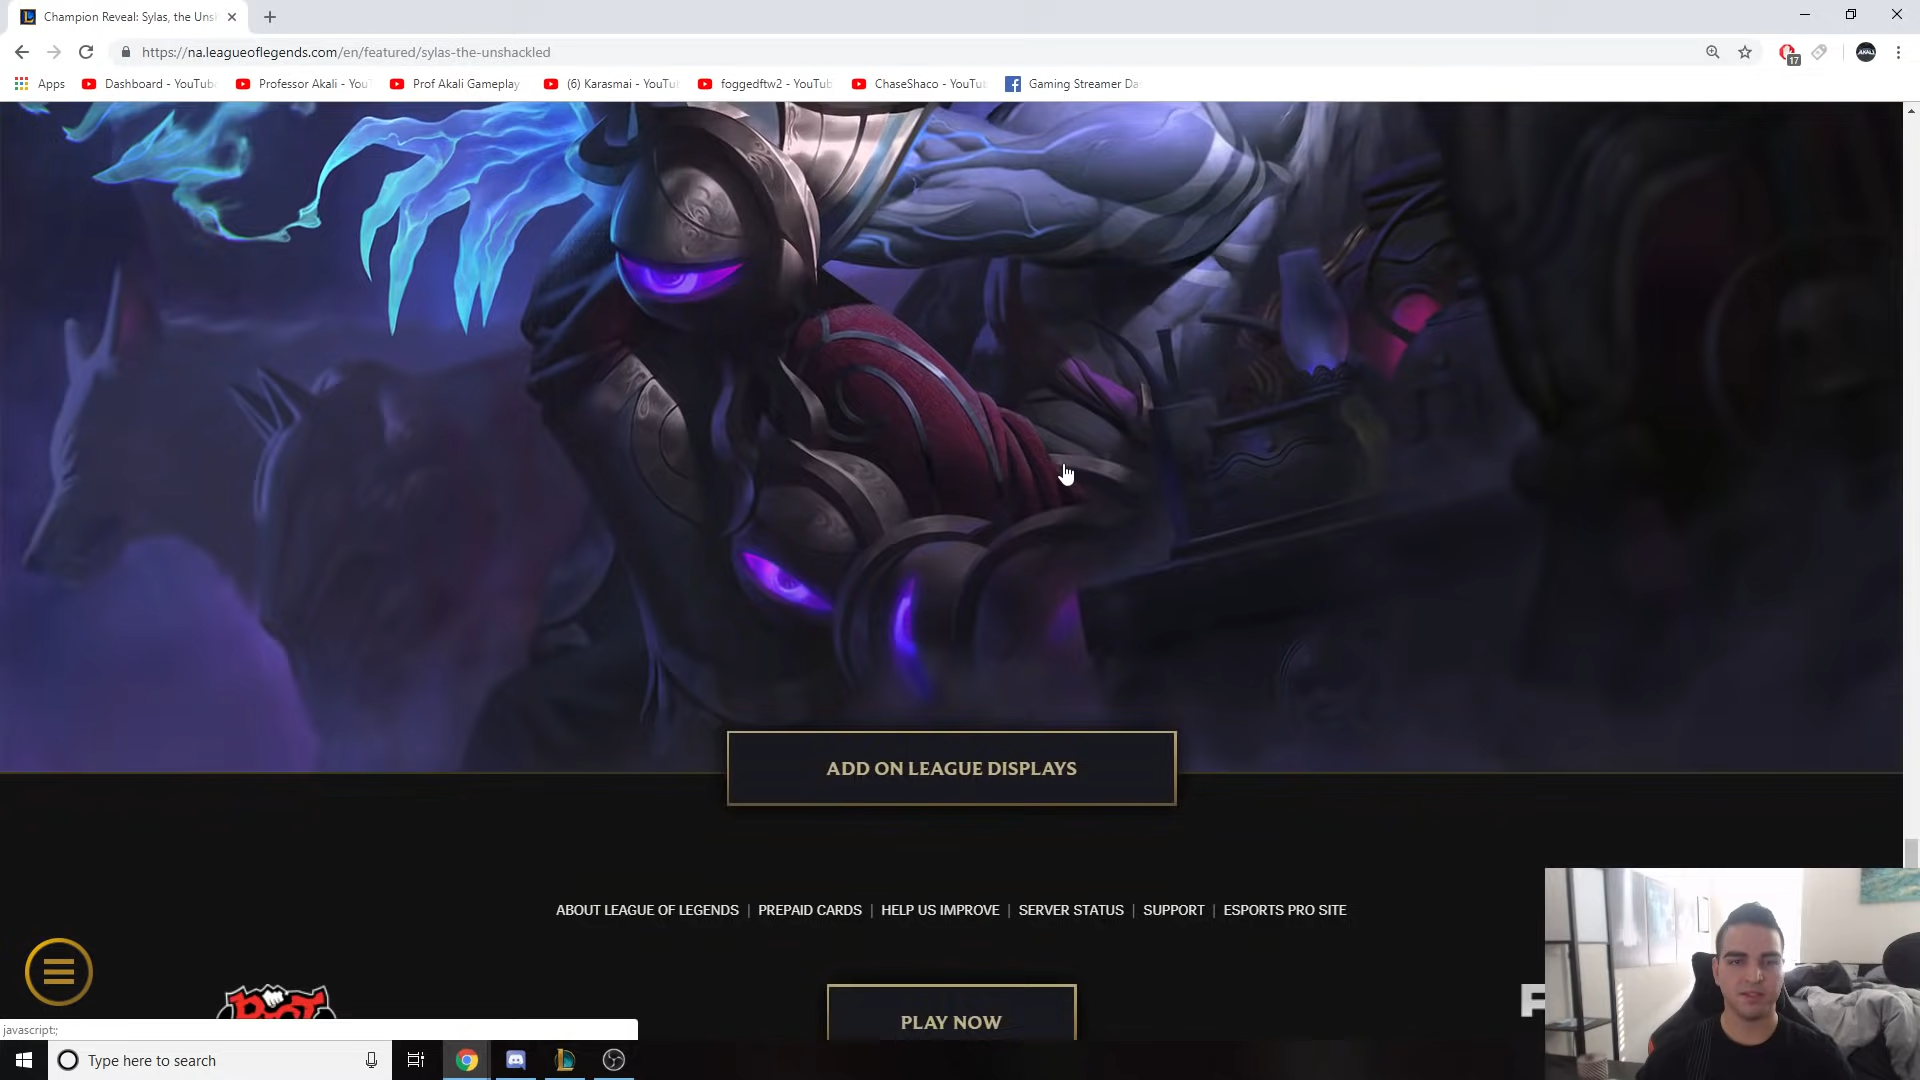 Champion Reveal: Sylas, the Uns
https://na.leagueoflegends.com/en/featured/sylas-the-unshackled
17
Apps
Dashboard - YouTub
Professor Akali - You
Prof Akali Gameplay
(6) Karasmai - YouTu
foggedftw2 - YouTub
ChaseShaco - YouTu
Gaming Streamer Da
ADD ON LEAGUE DISPLAYS
ABOUT LEAGUE OF LEGENDS | PREPAID CARDS | HELP US IMPROVE | SERVER STATUS | SUPPORT | ESPORTS PRO SITE
RIOT
PLAY NOW
javascript:;
Type here to search